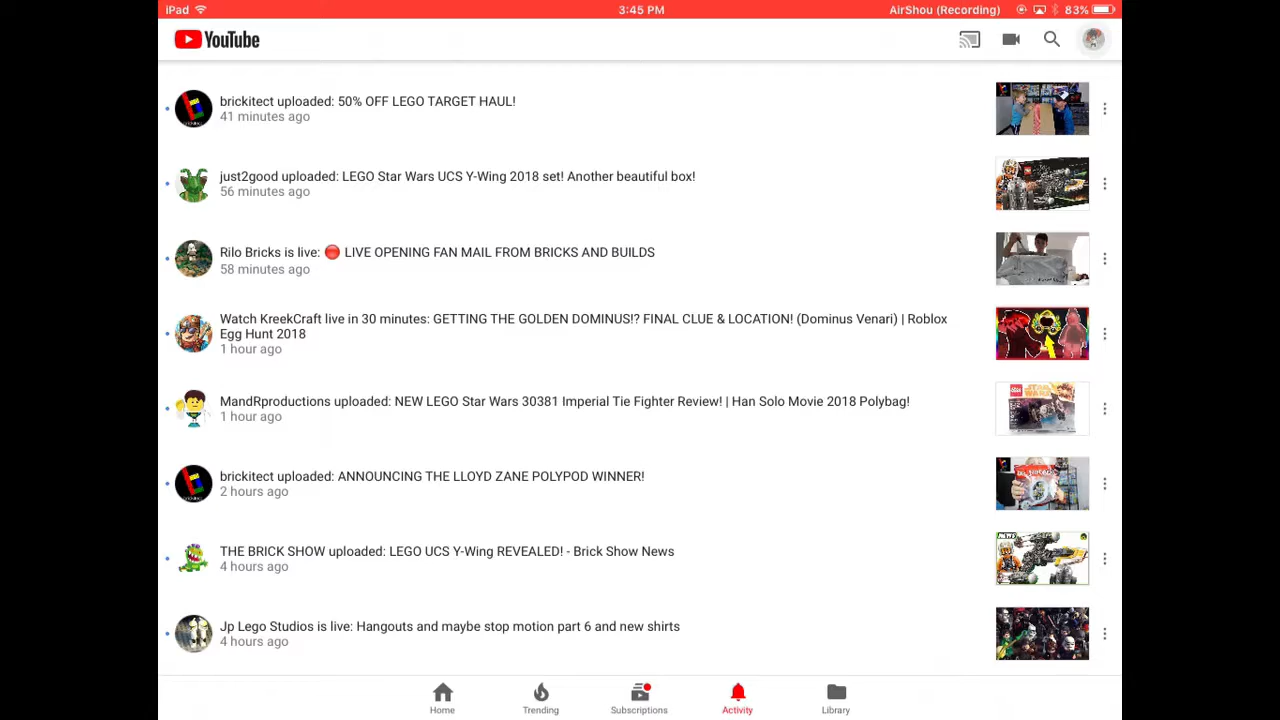 iPad
3:45 PM
AirShou (Recording)
83%
YouTube
brickitect uploaded: 50% OFF LEGO TARGET HAUL!
41 minutes ago
just2good uploaded: LEGO Star Wars UCS Y-Wing 2018 set! Another beautiful box!
56 minutes ago
Rilo Bricks is live: 🔴 LIVE OPENING FAN MAIL FROM BRICKS AND BUILDS
58 minutes ago
Watch KreekCraft live in 30 minutes: GETTING THE GOLDEN DOMINUS!? FINAL CLUE & LOCATION! (Dominus Venari) | Roblox
Egg Hunt 2018
1 hour ago
MandRproductions uploaded: NEW LEGO Star Wars 30381 Imperial Tie Fighter Review! | Han Solo Movie 2018 Polybag!
1 hour ago
brickitect uploaded: ANNOUNCING THE LLOYD ZANE POLYPOD WINNER!
2 hours ago
THE BRICK SHOW uploaded: LEGO UCS Y-Wing REVEALED! - Brick Show News
4 hours ago
Jp Lego Studios is live: Hangouts and maybe stop motion part 6 and new shirts
4 hours ago
Home
Trending
Subscriptions
Activity
Library